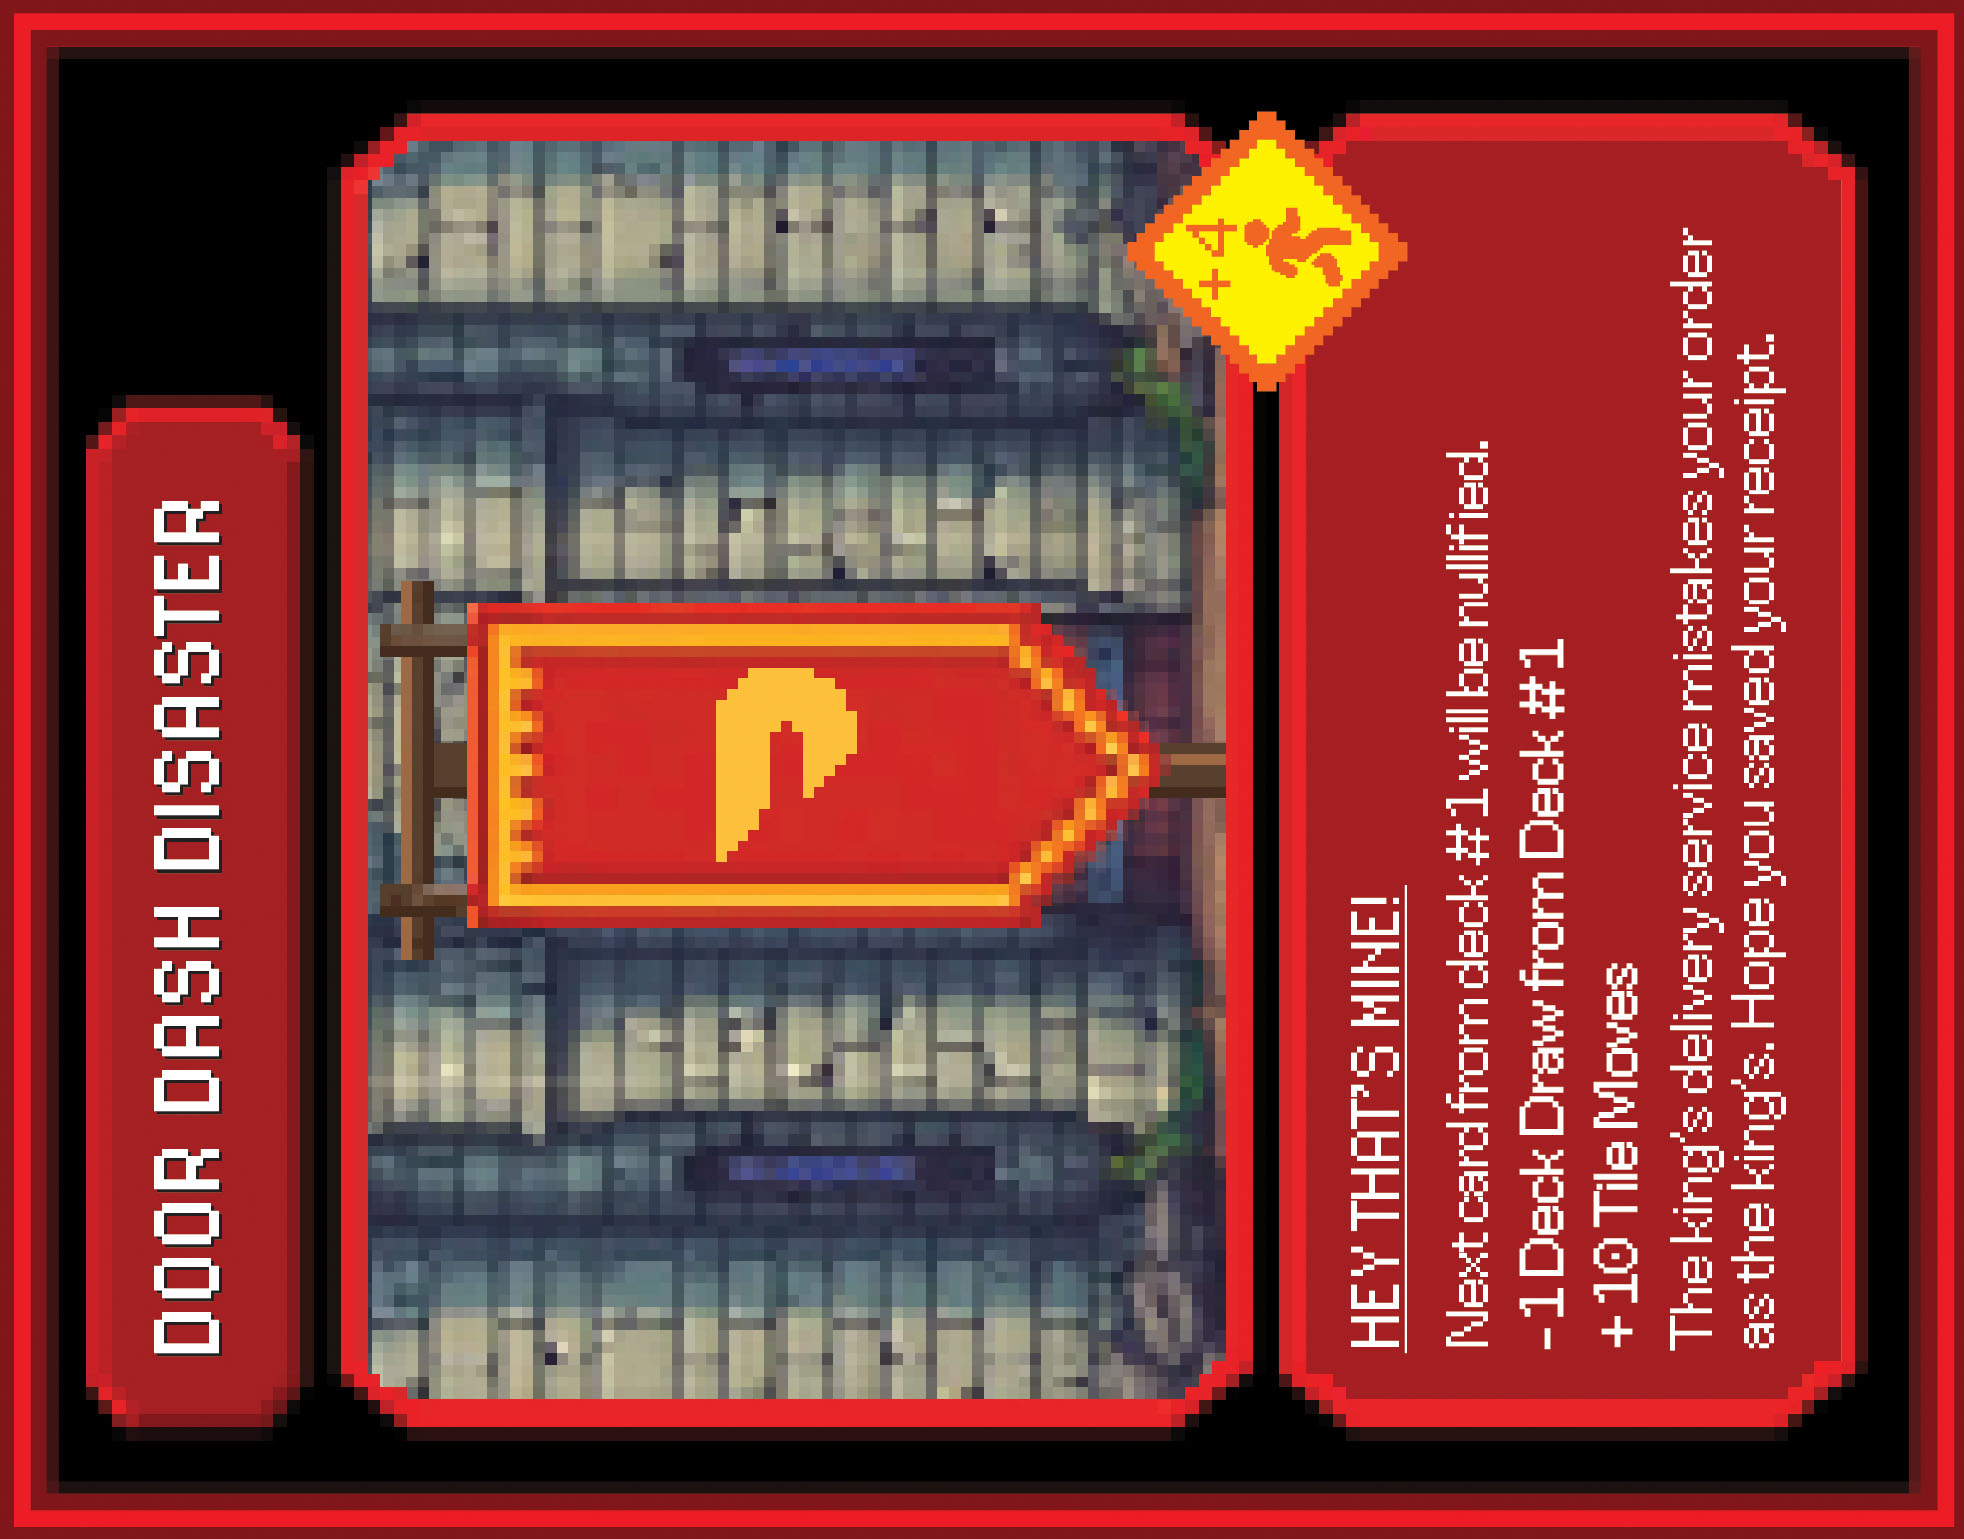 DOOR DASH DISASTER
+4
HEY THAT'S MINE!
Next card from deck #1 will be nullified.
-1 Deck Draw from Deck #1
+10 Tile Moves
The king's delivery service mistakes your order
as the king's. Hope you saved your receipt.